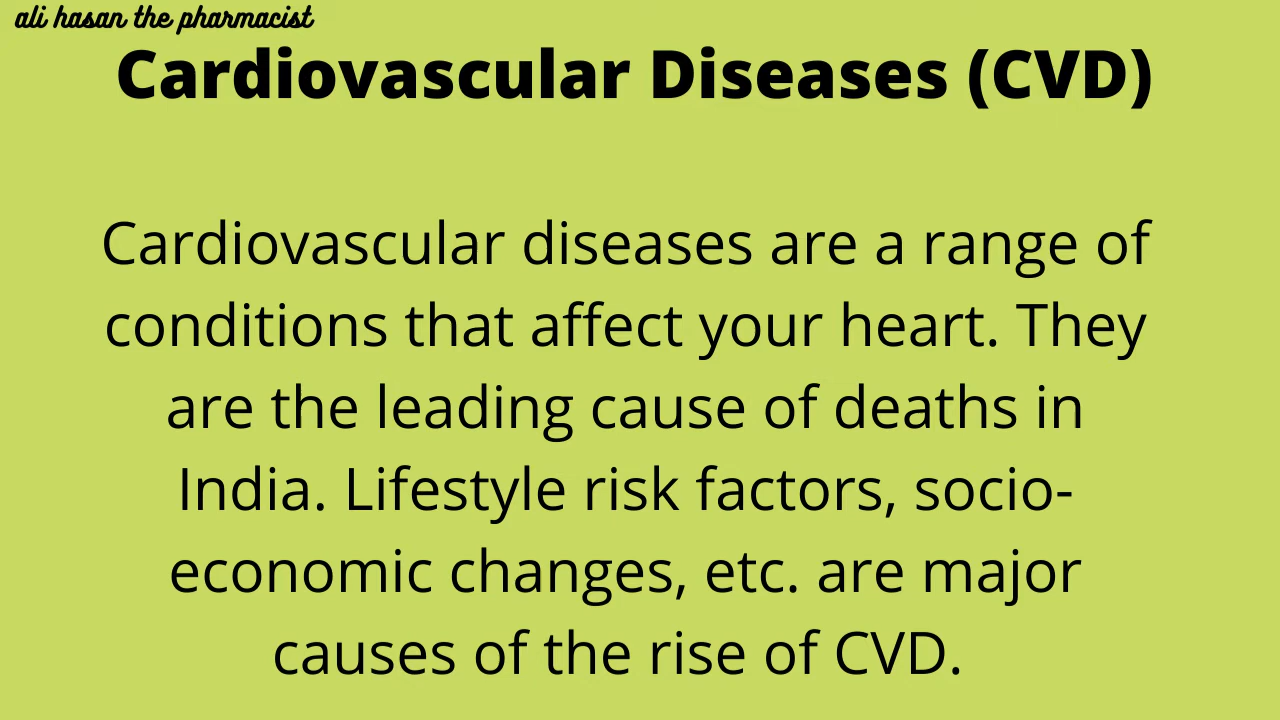 ali hasan the pharmacist
Cardiovascular Diseases (CVD)
Cardiovascular diseases are a range of
conditions that affect your heart. They
are the leading cause of deaths in
India. Lifestyle risk factors, socio-
economic changes, etc. are major
causes of the rise of CVD.